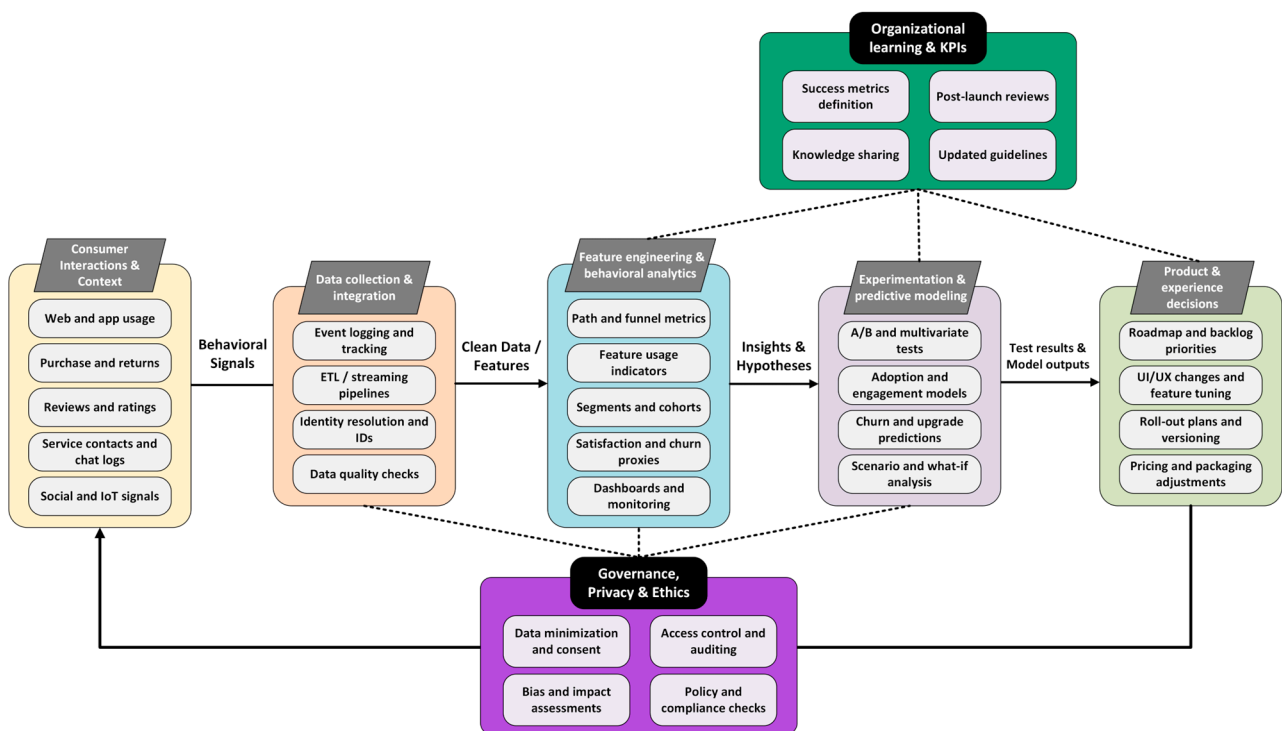 Organizational
learning & KPIs
Success metrics
definition
Post-launch reviews
Knowledge sharing
Updated guidelines
Consumer
Interactions &
Context
Web and app usage
Purchase and returns
Reviews and ratings
Service contacts and
chat logs
Social and IoT signals
Behavioral
Signals
Data collection &
integration
Event logging and
tracking
ETL / streaming
pipelines
Identity resolution and
IDs
Data quality checks
Clean Data /
Features
Feature engineering &
behavioral analytics
Path and funnel metrics
Feature usage
indicators
Segments and cohorts
Satisfaction and churn
proxies
Dashboards and
monitoring
Insights &
Hypotheses
Experimentation &
predictive modeling
A/B and multivariate
tests
Adoption and
engagement models
Churn and upgrade
predictions
Scenario and what-if
analysis
Test results &
Model outputs
Product &
experience
decisions
Roadmap and backlog
priorities
UI/UX changes and
feature tuning
Roll-out plans and
versioning
Pricing and packaging
adjustments
Governance,
Privacy & Ethics
Data minimization
and consent
Access control and
auditing
Bias and impact
assessments
Policy and
compliance checks